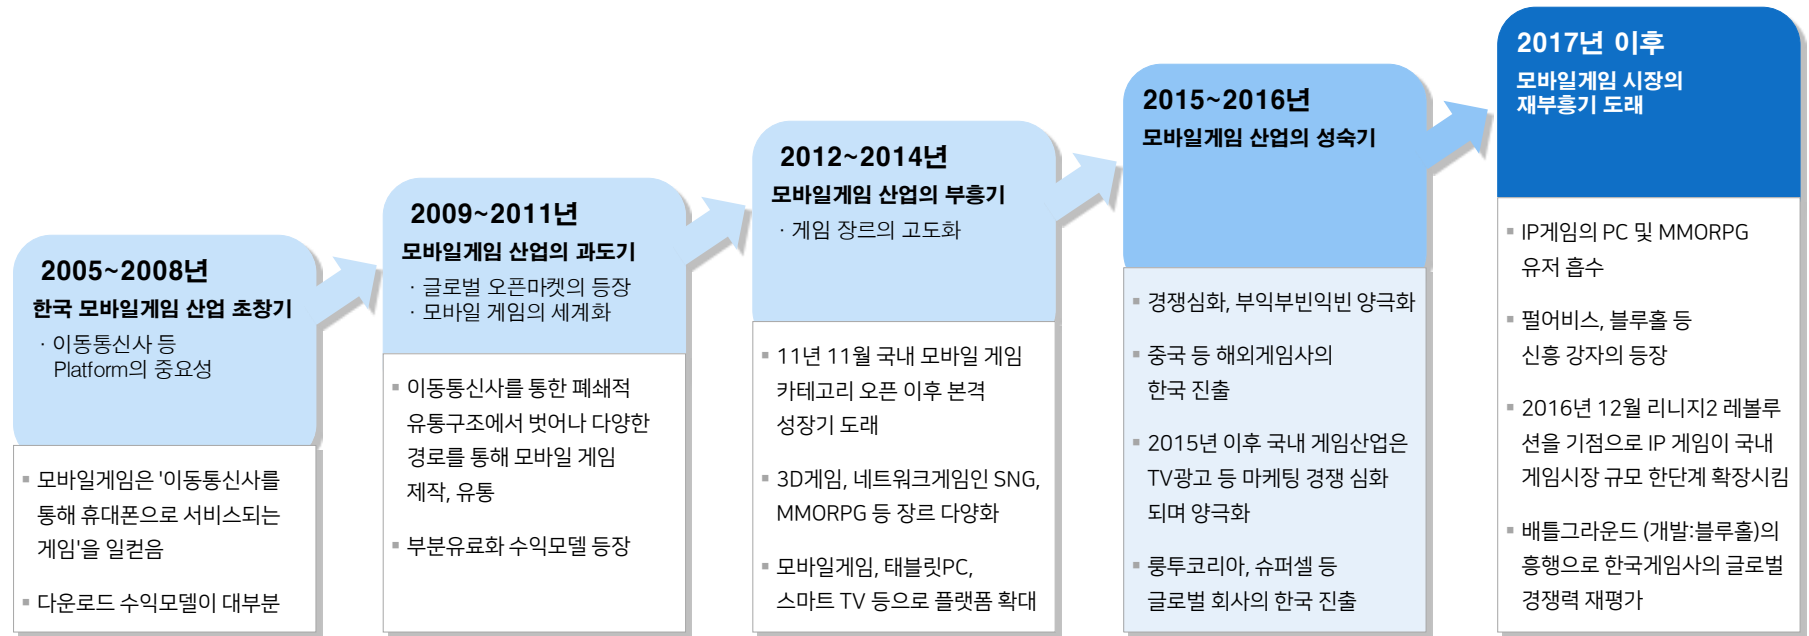 2005~2008년
한국 모바일게임 산업 초창기
· 이동통신사 등
Platform의 중요성
▪ 모바일게임은 '이동통신사를
통해 휴대폰으로 서비스되는
게임'을 일컫음
▪ 다운로드 수익모델이 대부분
2009~2011년
모바일게임 산업의 과도기
· 글로벌 오픈마켓의 등장
· 모바일 게임의 세계화
▪ 이동통신사를 통한 폐쇄적
유통구조에서 벗어나 다양한
경로를 통해 모바일 게임
제작, 유통
▪ 부분유료화 수익모델 등장
2012~2014년
모바일게임 산업의 부흥기
· 게임 장르의 고도화
▪ 11년 11월 국내 모바일 게임
카테고리 오픈 이후 본격
성장기 도래
▪ 3D게임, 네트워크게임인 SNG,
MMORPG 등 장르 다양화
▪ 모바일게임, 태블릿PC,
스마트 TV 등으로 플랫폼 확대
2015~2016년
모바일게임 산업의 성숙기
▪ 경쟁심화, 부익부빈익빈 양극화
▪ 중국 등 해외게임사의
한국 진출
▪ 2015년 이후 국내 게임산업은
TV광고 등 마케팅 경쟁 심화
되며 양극화
▪ 룽투코리아, 슈퍼셀 등
글로벌 회사의 한국 진출
2017년 이후
모바일게임 시장의
재부흥기 도래
▪ IP게임의 PC 및 MMORPG
유저 흡수
▪ 펄어비스, 블루홀 등
신흥 강자의 등장
▪ 2016년 12월 리니지2 레볼루
션을 기점으로 IP 게임이 국내
게임시장 규모 한단계 확장시킴
▪ 배틀그라운드 (개발:블루홀)의
흥행으로 한국게임사의 글로벌
경쟁력 재평가